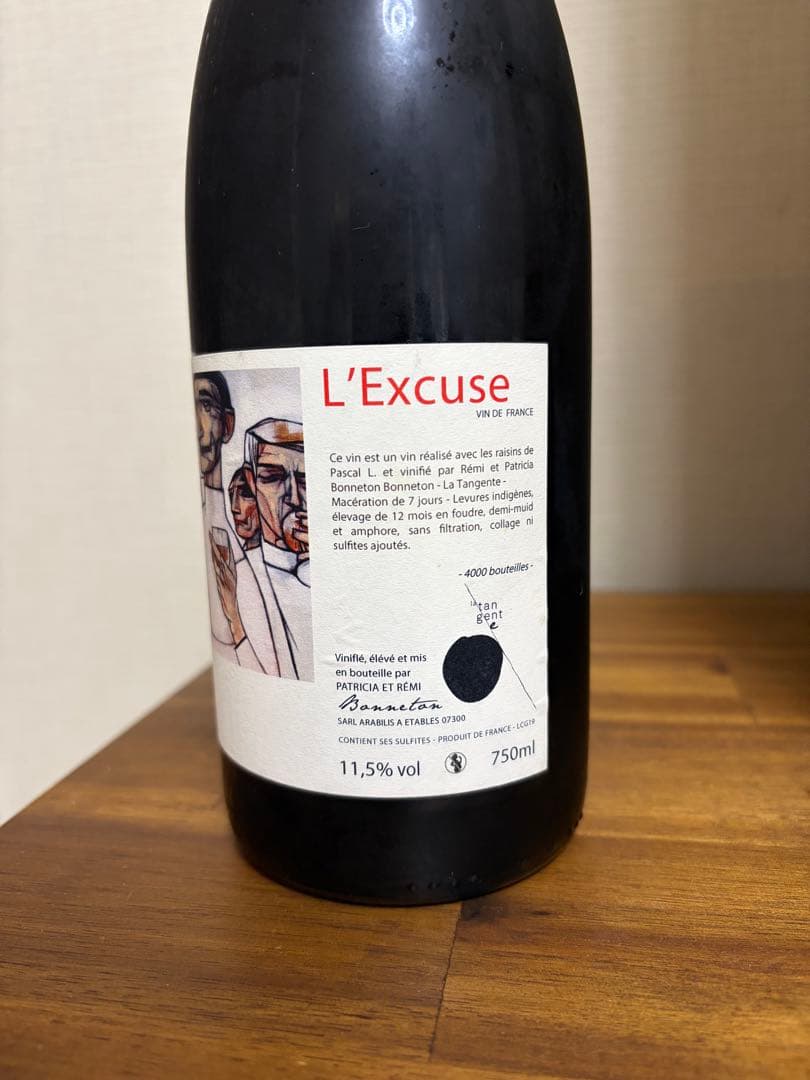 L'Excuse
VIN DE FRANCE
Ce vin est un vin réalisé avec les raisins de
Pascal L. et vinifié par Rémi et Patricia
Bonneton Bonneton - La Tangente -
Macération de 7 jours - Levures indigènes,
élevage de 12 mois en foudre, demi-muid
et amphore, sans filtration, collage ni
sulfites ajoutés.
- 4000 bouteilles -
la tan
gent
e
Vinifié, élévé et mis
en bouteille par
PATRICIA ET RÉMI
Bonneton
SARL ARABILIS A ETABLES 07300
CONTIENT SES SULFITES - PRODUIT DE FRANCE - LCG19
11,5% vol
750ml